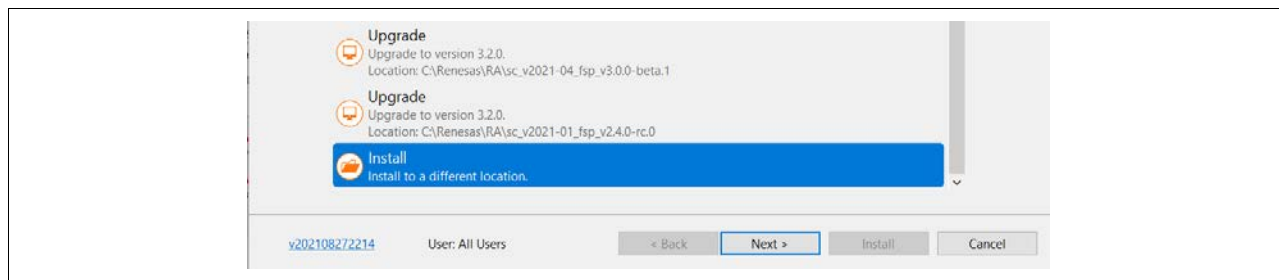 Upgrade
Upgrade to version 3.2.0.
Location: C:\Renesas\RA\sc_v2021-04_fsp_v3.0.0-beta.1
Upgrade
Upgrade to version 3.2.0.
Location: C:\Renesas\RA\sc_v2021-01_fsp_v2.4.0-rc.0
Install
Install to a different location.
v202108272214 User: All Users < Back Next > Install Cancel